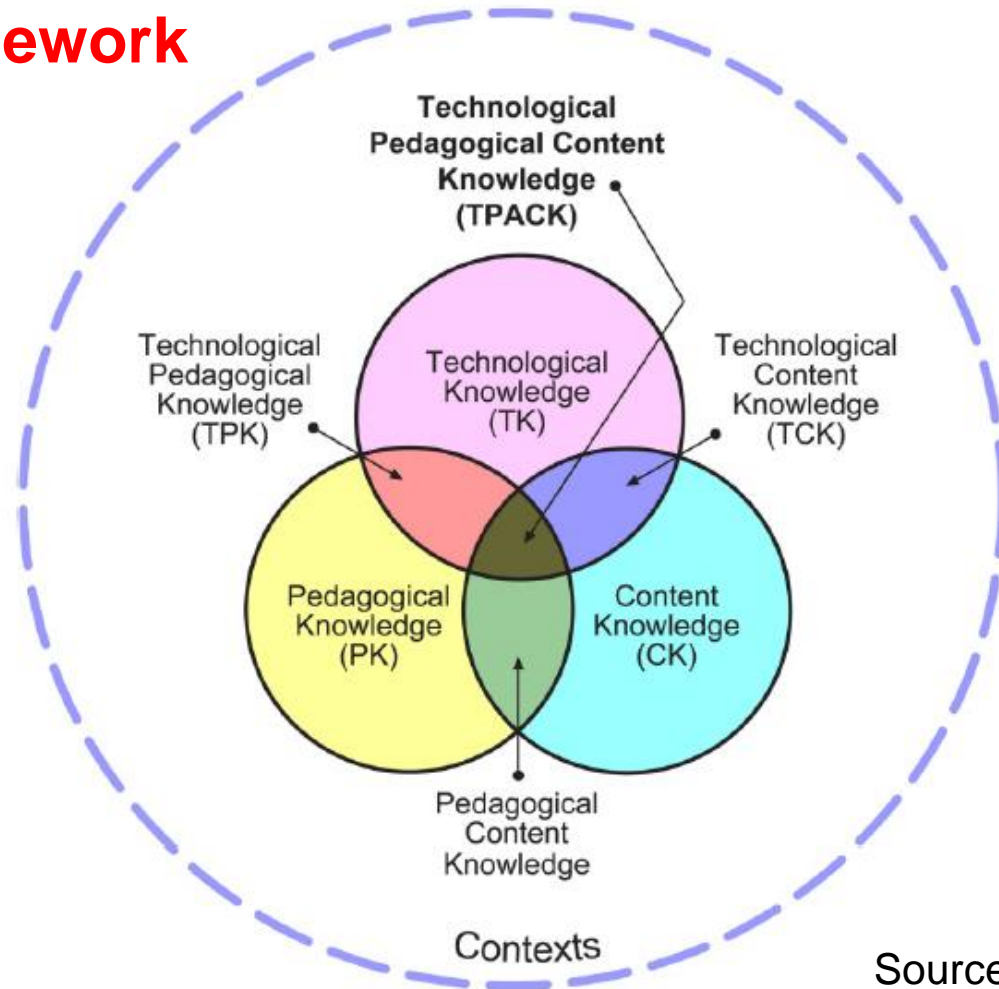 ework
Technological
Pedagogical Content
Knowledge
(TPACK)
Technological
Pedagogical
Knowledge
(TPK)
Technological
Knowledge
(TK)
Technological
Content
Knowledge
(TCK)
Pedagogical
Knowledge
(PK)
Content
Knowledge
(CK)
Pedagogical
Content
Knowledge
Contexts
Source